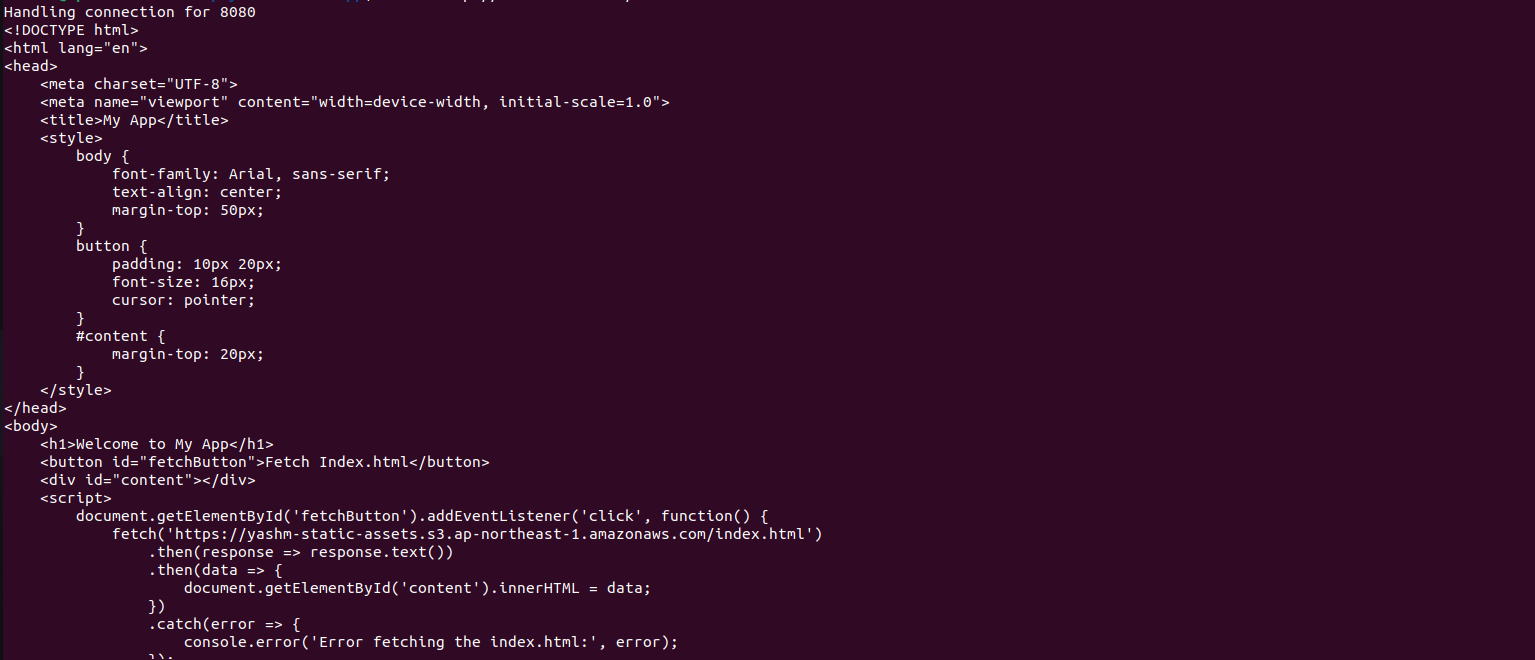 Handling connection for 8080
<!DOCTYPE html>
<html lang="en">
<head>
    <meta charset="UTF-8">
    <meta name="viewport" content="width=device-width, initial-scale=1.0">
    <title>My App</title>
    <style>
        body {
            font-family: Arial, sans-serif;
            text-align: center;
            margin-top: 50px;
        }
        button {
            padding: 10px 20px;
            font-size: 16px;
            cursor: pointer;
        }
        #content {
            margin-top: 20px;
        }
    </style>
</head>
<body>
    <h1>Welcome to My App</h1>
    <button id="fetchButton">Fetch Index.html</button>
    <div id="content"></div>
    <script>
        document.getElementById('fetchButton').addEventListener('click', function() {
            fetch('https://yashm-static-assets.s3.ap-northeast-1.amazonaws.com/index.html')
                .then(response => response.text())
                .then(data => {
                    document.getElementById('content').innerHTML = data;
                })
                .catch(error => {
                    console.error('Error fetching the index.html:', error);